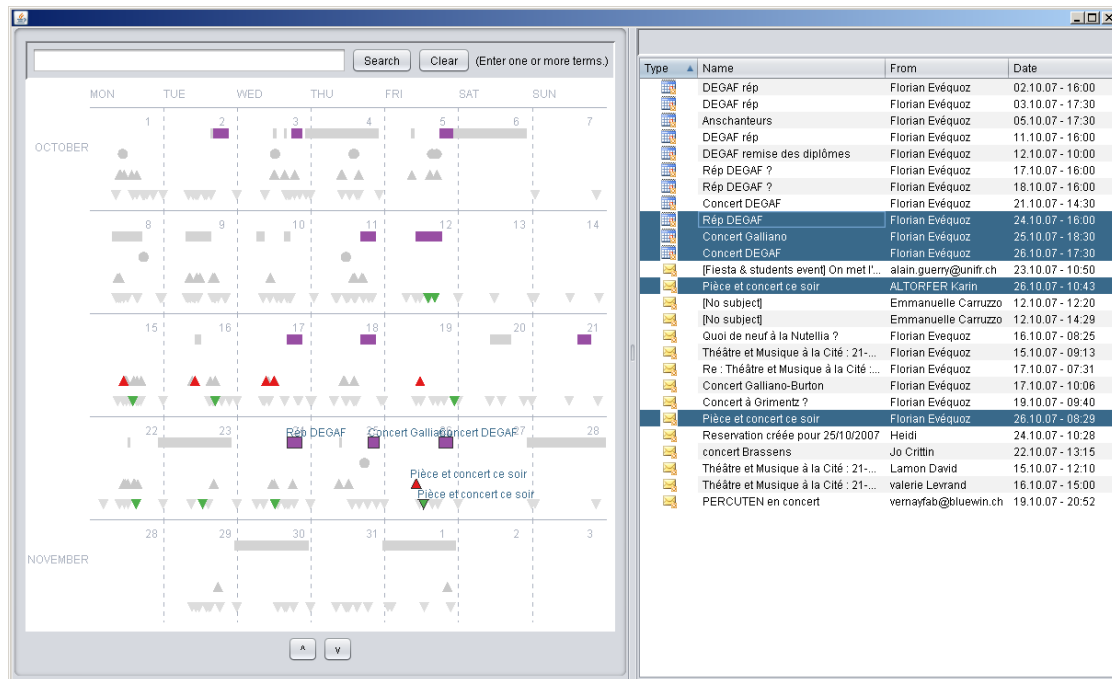 Search Clear (Enter one or more terms.)
MON TUE WED THU FRI SAT SUN
OCTOBER
1 2 3 4 5 6 7
8 9 10 11 12 13 14
15 16 17 18 19 20 21
22 23 24 25 26 27 28
Rép DEGAF Concert Galliano Concert DEGAF
Pièce et concert ce soir
Pièce et concert ce soir
NOVEMBER
28 29 30 31 1 2 3
^ v
Type Name From Date
DEGAF rép Florian Evéquoz 02.10.07 - 16:00
DEGAF rép Florian Evéquoz 03.10.07 - 17:30
Anschanteurs Florian Evéquoz 05.10.07 - 17:30
DEGAF rép Florian Evéquoz 11.10.07 - 16:00
DEGAF remise des diplômes Florian Evéquoz 12.10.07 - 10:00
Rép DEGAF ? Florian Evéquoz 17.10.07 - 16:00
Rép DEGAF ? Florian Evéquoz 18.10.07 - 16:00
Concert DEGAF Florian Evéquoz 21.10.07 - 14:30
Rép DEGAF Florian Evéquoz 24.10.07 - 16:00
Concert Galliano Florian Evéquoz 25.10.07 - 18:30
Concert DEGAF Florian Evéquoz 26.10.07 - 17:30
[Fiesta & students event] On met l'... alain.guerry@unifr.ch 23.10.07 - 10:50
Pièce et concert ce soir ALTORFER Karin 26.10.07 - 10:43
[No subject] Emmanuelle Carruzzo 12.10.07 - 12:20
[No subject] Emmanuelle Carruzzo 12.10.07 - 14:29
Quoi de neuf à la Nutellia ? Florian Evequoz 16.10.07 - 08:25
Théâtre et Musique à la Cité : 21-... Florian Evéquoz 15.10.07 - 09:13
Re : Théâtre et Musique à la Cité :... Florian Evéquoz 17.10.07 - 07:31
Concert Galliano-Burton Florian Evéquoz 17.10.07 - 10:06
Concert à Grimentz ? Florian Evéquoz 19.10.07 - 09:40
Pièce et concert ce soir Florian Evéquoz 26.10.07 - 08:29
Reservation créée pour 25/10/2007 Heidi 24.10.07 - 10:28
concert Brassens Jo Crittin 22.10.07 - 13:15
Théâtre et Musique à la Cité : 21-... Lamon David 15.10.07 - 12:10
Théâtre et Musique à la Cité : 21-... valerie Levrand 16.10.07 - 15:00
PERCUTEN en concert vernayfab@bluewin.ch 19.10.07 - 20:52